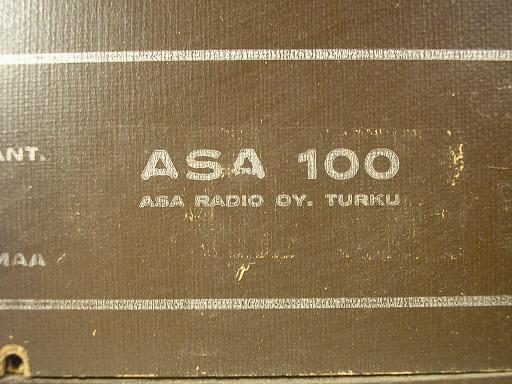 ANT.
ASA 100
ASA RADIO OY. TURKU
MAA